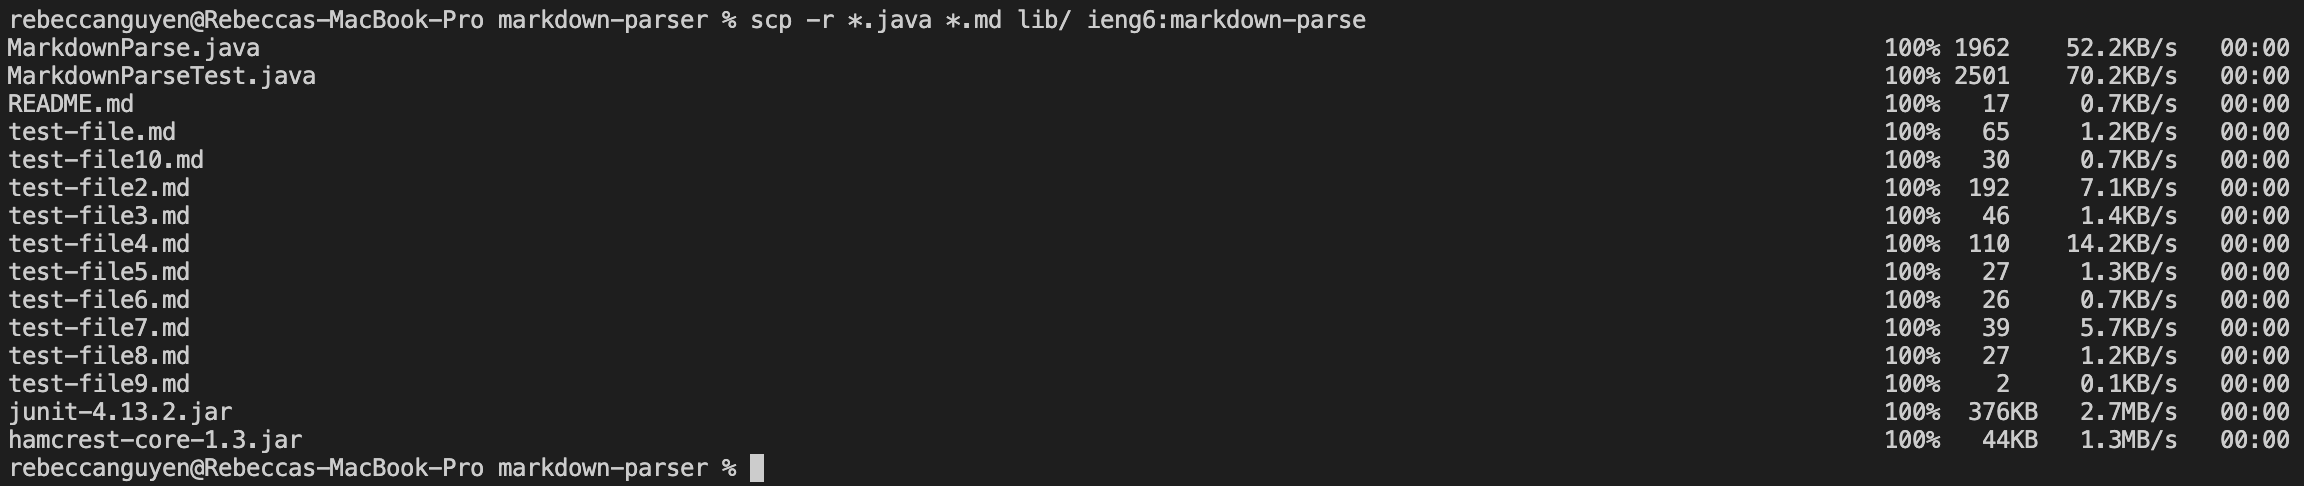 rebeccanguyen@Rebeccas-MacBook-Pro markdown-parser % scp -r *.java *.md lib/ ieng6:markdown-parse
MarkdownParse.java 100% 1962 52.2KB/s 00:00
MarkdownParseTest.java 100% 2501 70.2KB/s 00:00
README.md 100% 17 0.7KB/s 00:00
test-file.md 100% 65 1.2KB/s 00:00
test-file10.md 100% 30 0.7KB/s 00:00
test-file2.md 100% 192 7.1KB/s 00:00
test-file3.md 100% 46 1.4KB/s 00:00
test-file4.md 100% 110 14.2KB/s 00:00
test-file5.md 100% 27 1.3KB/s 00:00
test-file6.md 100% 26 0.7KB/s 00:00
test-file7.md 100% 39 5.7KB/s 00:00
test-file8.md 100% 27 1.2KB/s 00:00
test-file9.md 100% 2 0.1KB/s 00:00
junit-4.13.2.jar 100% 376KB 2.7MB/s 00:00
hamcrest-core-1.3.jar 100% 44KB 1.3MB/s 00:00
rebeccanguyen@Rebeccas-MacBook-Pro markdown-parser %